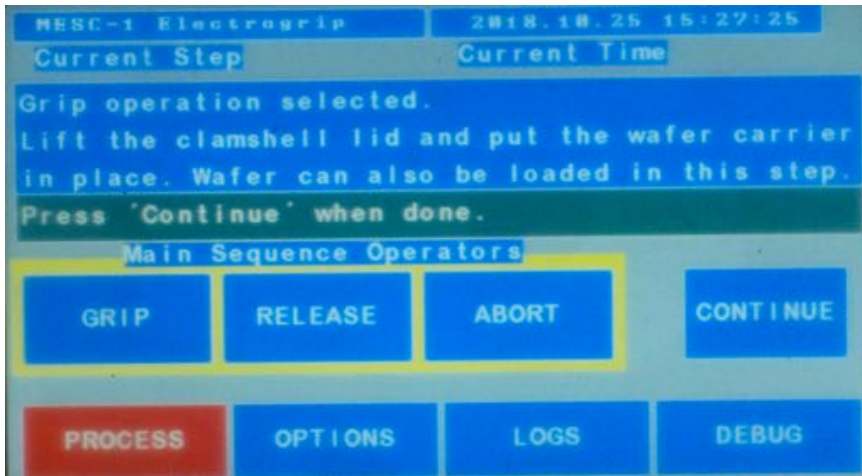 MESC-1 Electrogrip 2018.10.25 15:27:25
Current Step Current Time
Grip operation selected.
Lift the clamshell lid and put the wafer carrier
in place. Wafer can also be loaded in this step.
Press 'Continue' when done.
Main Sequence Operators
GRIP RELEASE ABORT CONTINUE
PROCESS OPTIONS LOGS DEBUG